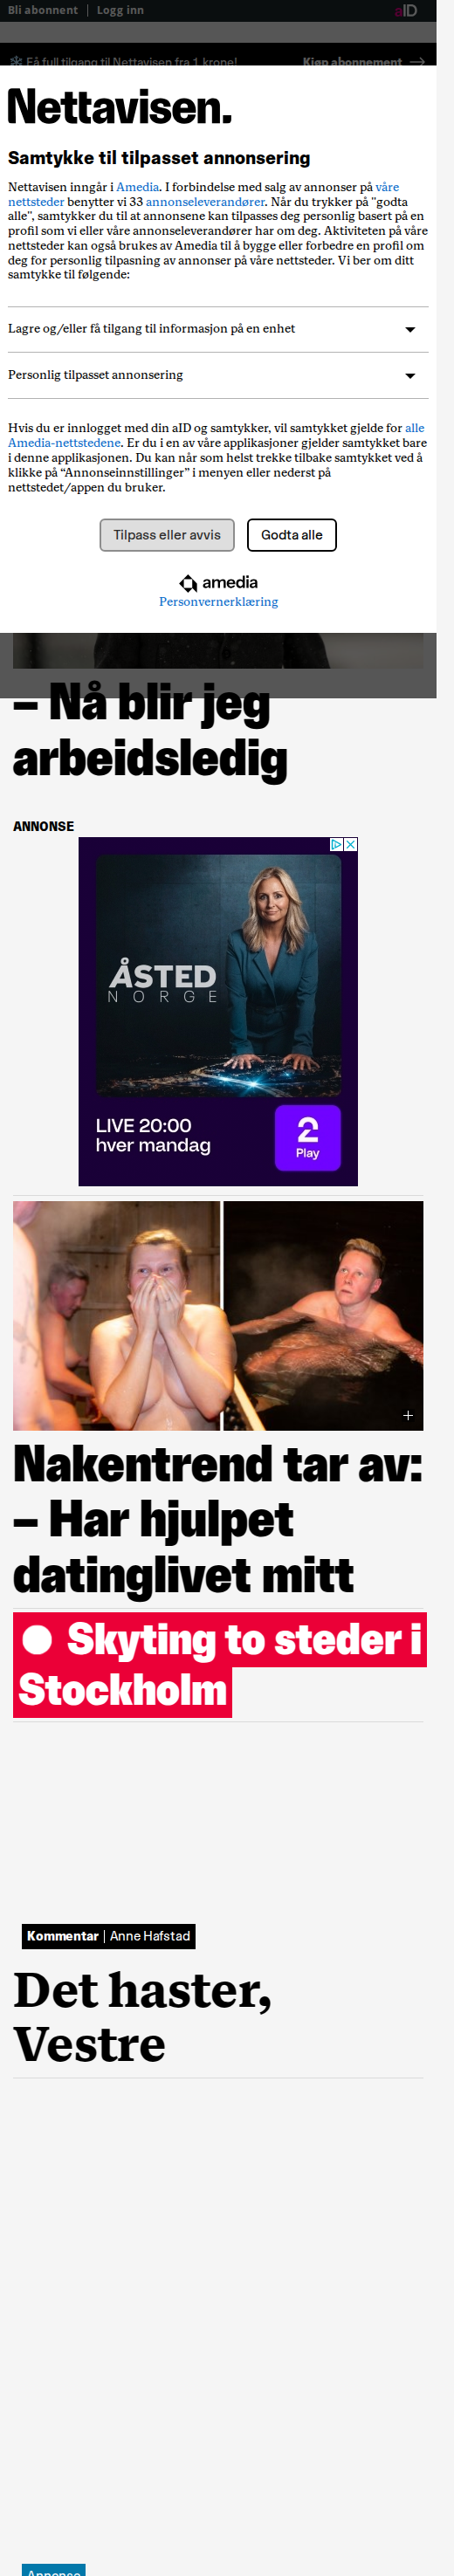 Bli abonnent | Logg inn
aID
Få full tilgang til Nettavisen fra 1 krone!
Kjøp abonnement
Nettavisen.
Samtykke til tilpasset annonsering
Nettavisen inngår i Amedia. I forbindelse med salg av annonser på våre
nettsteder benytter vi 33 annonseleverandører. Når du trykker på "godta
alle", samtykker du til at annonsene kan tilpasses deg personlig basert på en
profil som vi eller våre annonseleverandører har om deg. Aktiviteten på våre
nettsteder kan også brukes av Amedia til å bygge eller forbedre en profil om
deg for personlig tilpasning av annonser på våre nettsteder. Vi ber om ditt
samtykke til følgende:
Lagre og/eller få tilgang til informasjon på en enhet
Personlig tilpasset annonsering
Hvis du er innlogget med din aID og samtykker, vil samtykket gjelde for alle
Amedia-nettstedene. Er du i en av våre applikasjoner gjelder samtykket bare
i denne applikasjonen. Du kan når som helst trekke tilbake samtykket ved å
klikke på “Annonseinnstillinger” i menyen eller nederst på
nettstedet/appen du bruker.
Tilpass eller avvis
Godta alle
amedia
Personvernerklæring
– Nå blir jeg
arbeidsledig
ANNONSE
ÅSTED
NORGE
LIVE 20:00
hver mandag
2
Play
Nakentrend tar av:
– Har hjulpet
datinglivet mitt
Skyting to steder i
Stockholm
Kommentar | Anne Hafstad
Det haster,
Vestre
Annonse